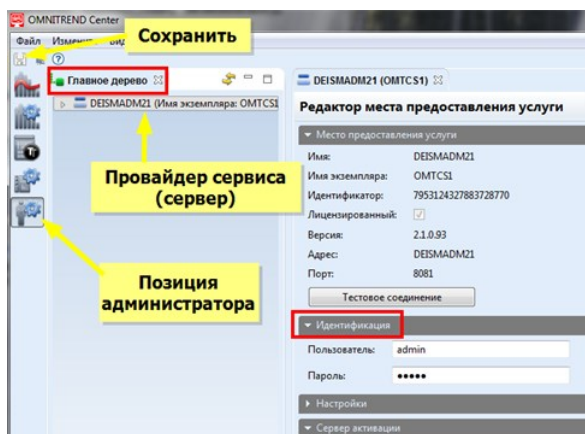 OMNITREND Center
Файл
Сохранить
Главное дерево
DEISMADM21 (OMTCS1)
DEISMADM21 (Имя экземпляра: OMTCS1
Редактор места предоставления услуги
Место предоставления услуги
Имя: DEISMADM21
Имя экземпляра: OMTCS1
Идентификатор: 7953124327883728770
Лицензированный:
Версия: 2.1.0.93
Адрес: DEISMADM21
Порт: 8081
Тестовое соединение
Провайдер сервиса
(сервер)
Позиция
администратора
Идентификация
Пользователь: admin
Пароль: •••••
Настройки
Сервер активации